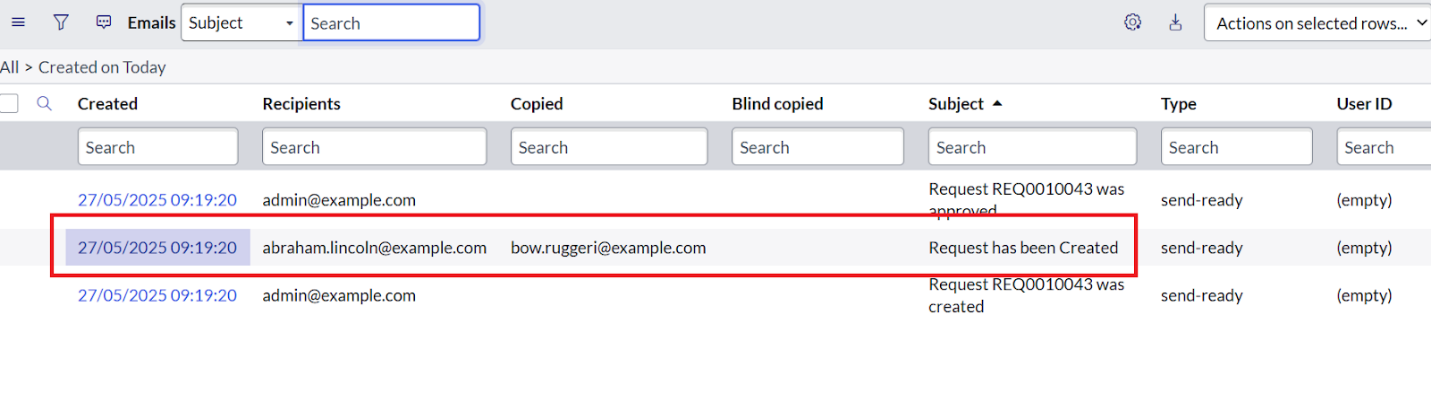 Emails Subject Search Actions on selected rows...
All > Created on Today
Created Recipients Copied Blind copied Subject Type User ID
Search Search Search Search Search Search Search
27/05/2025 09:19:20 admin@example.com Request REQ0010043 was approved send-ready (empty)
27/05/2025 09:19:20 abraham.lincoln@example.com bow.ruggeri@example.com Request has been Created send-ready (empty)
27/05/2025 09:19:20 admin@example.com Request REQ0010043 was created send-ready (empty)